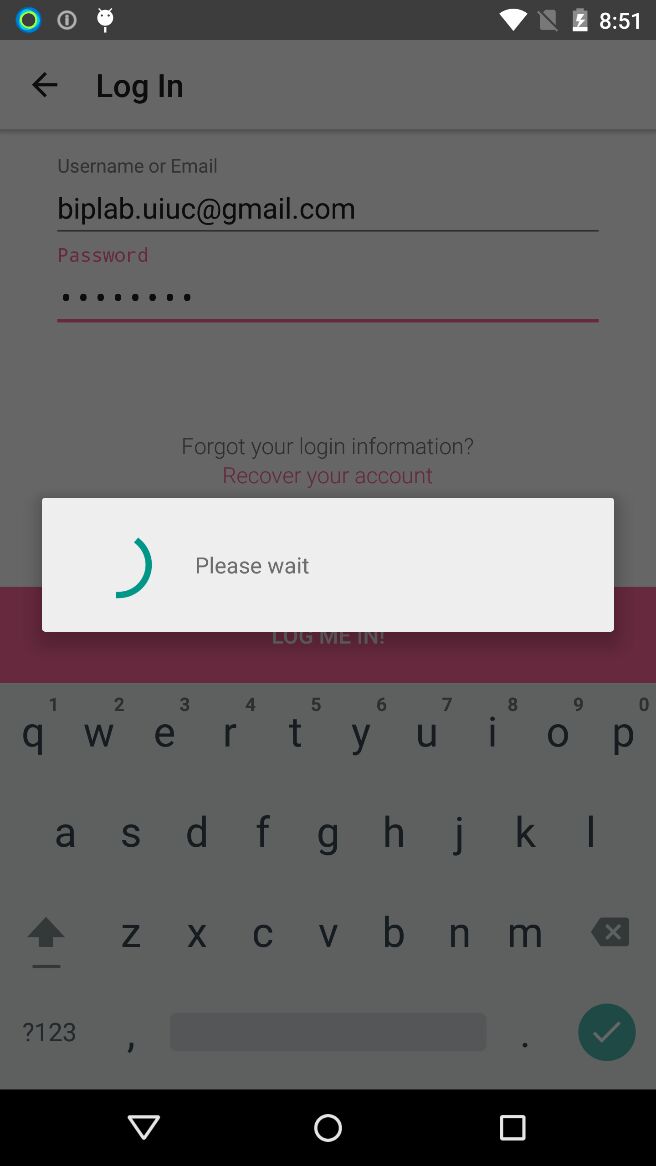 8:51
Log In
Username or Email
biplab.uiuc@gmail.com
Password
••••••••
Forgot your login information?
Recover your account
Please wait
LOG ME IN!
1 2 3 4 5 6 7 8 9 0
q w e r t y u i o p
a s d f g h j k l
z x c v b n m
?123 , .